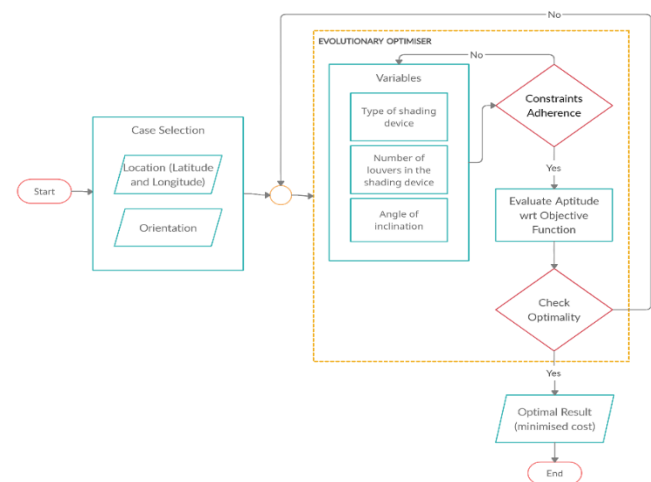 No
EVOLUTIONARY OPTIMISER
No
Variables
Case Selection
Type of shading
device
Constraints
Adherence
Location (Latitude
and Longitude)
Number of
louvers in the
shading device
Yes
Start
Evaluate Aptitude
wrt Objective
Function
Orientation
Angle of
inclination
Check
Optimality
Yes
Optimal Result
(minimised cost)
End